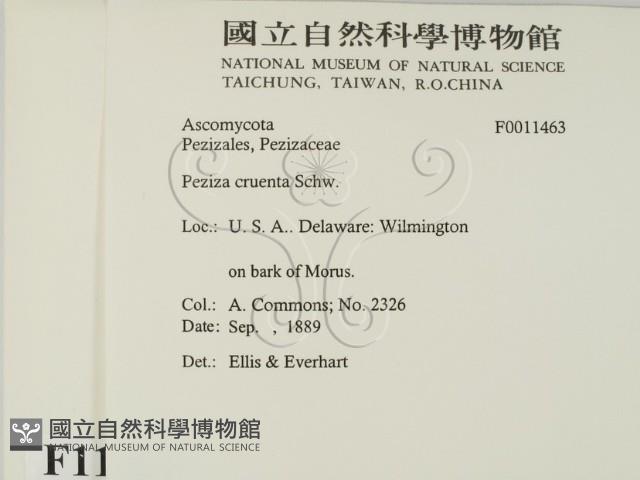 國立自然科學博物館
NATIONAL MUSEUM OF NATURAL SCIENCE
TAICHUNG, TAIWAN, R.O.CHINA
Ascomycota F0011463
Pezizales, Pezizaceae
Peziza cruenta Schw.
Loc.: U. S. A.. Delaware: Wilmington
on bark of Morus.
Col.: A. Commons; No. 2326
Date: Sep. , 1889
Det.: Ellis & Everhart
國立自然科學博物館
NATIONAL MUSEUM OF NATURAL SCIENCE
F11